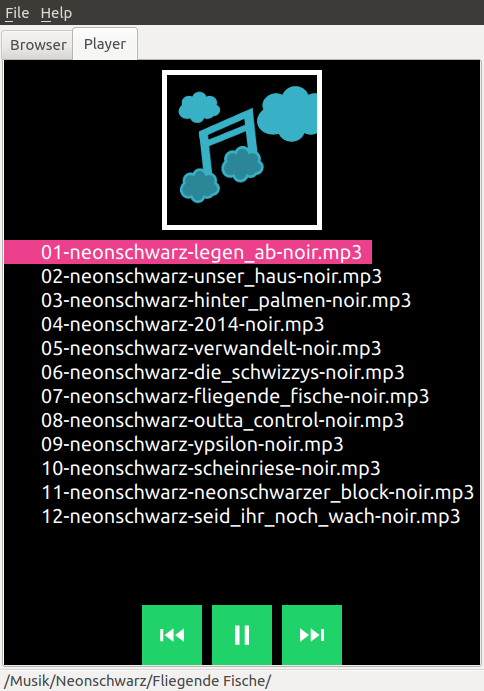 File Help
Browser Player
01-neonschwarz-legen_ab-noir.mp3
02-neonschwarz-unser_haus-noir.mp3
03-neonschwarz-hinter_palmen-noir.mp3
04-neonschwarz-2014-noir.mp3
05-neonschwarz-verwandelt-noir.mp3
06-neonschwarz-die_schwizzys-noir.mp3
07-neonschwarz-fliegende_fische-noir.mp3
08-neonschwarz-outta_control-noir.mp3
09-neonschwarz-ypsilon-noir.mp3
10-neonschwarz-scheinriese-noir.mp3
11-neonschwarz-neonschwarzer_block-noir.mp3
12-neonschwarz-seid_ihr_noch_wach-noir.mp3
/Musik/Neonschwarz/Fliegende Fische/